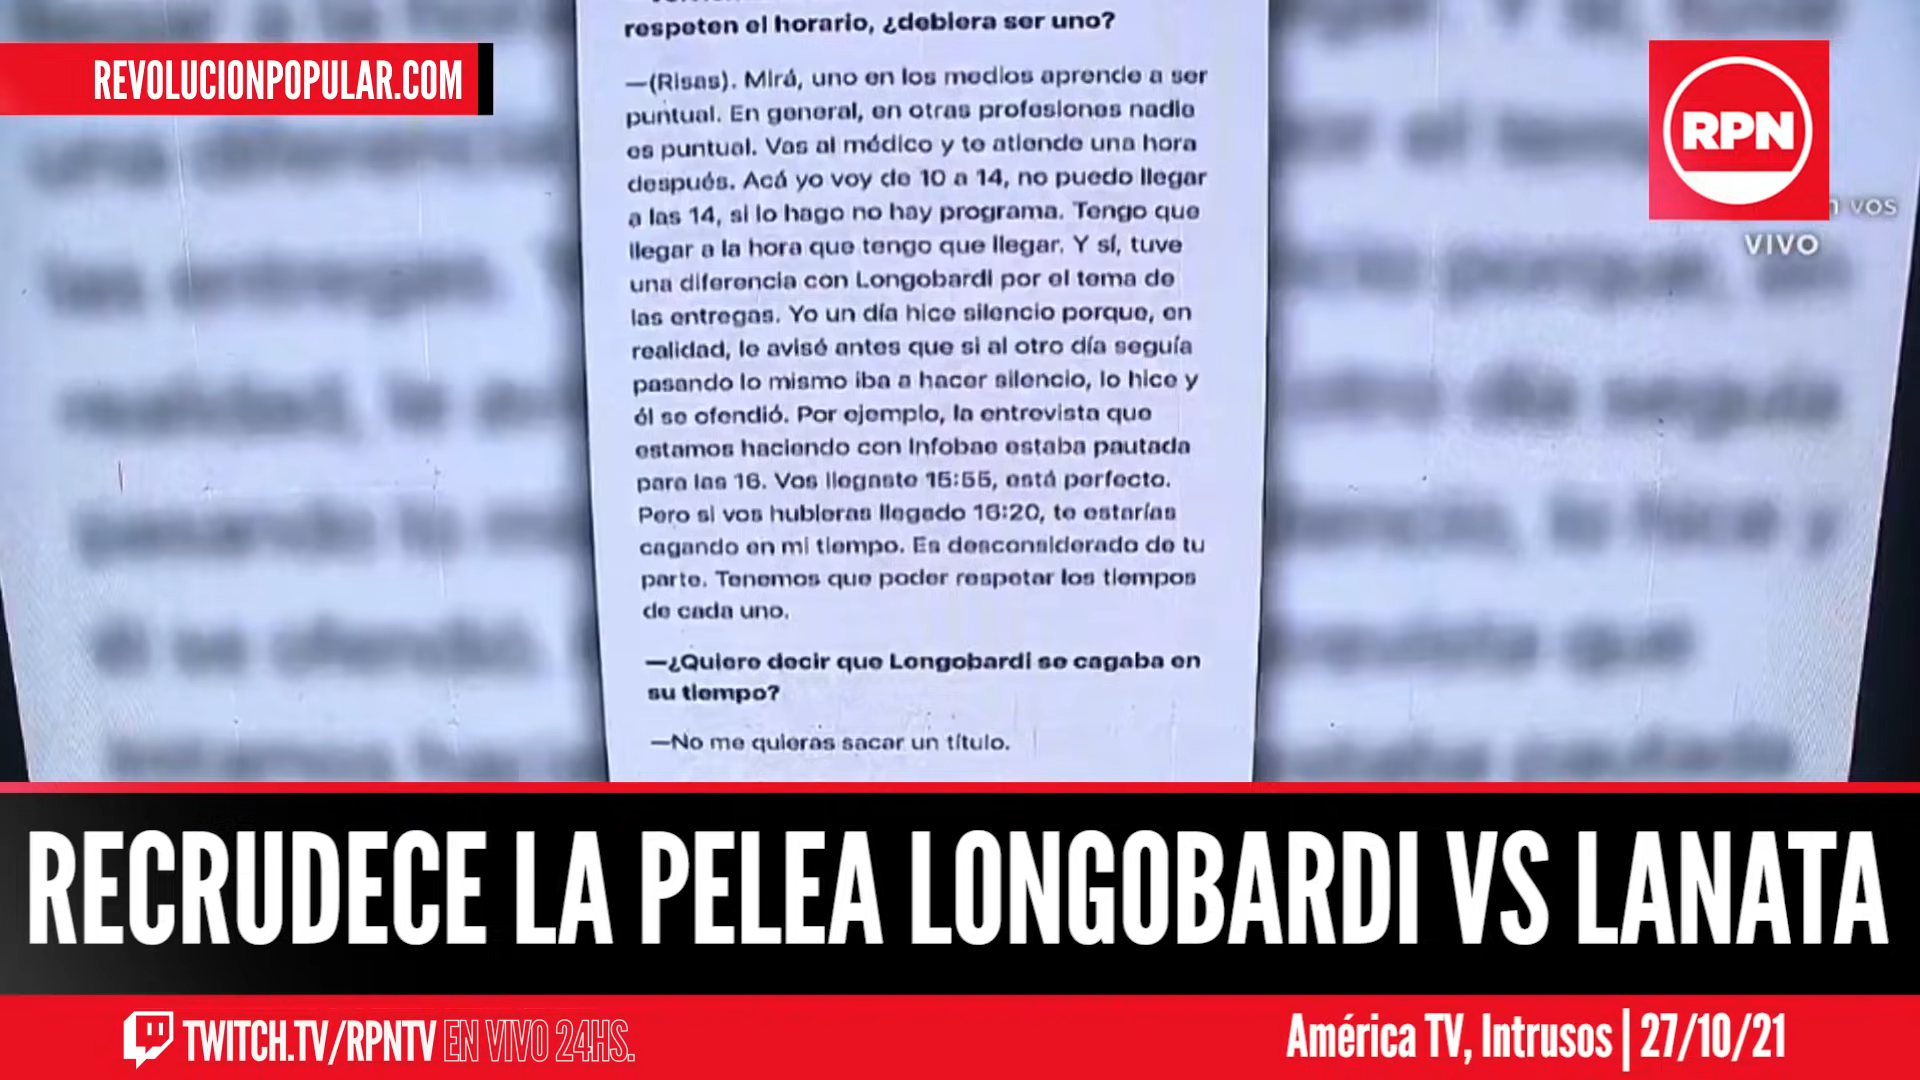 respeten el horario, ¿debiera ser uno?
REVOLUCIONPOPULAR.COM
RPN
—(Risas). Mirá, uno en los medios aprende a ser
puntual. En general, en otras profesiones nadie
es puntual. Vas al médico y te atiende una hora
después. Acá yo voy de 10 a 14, no puedo llegar
a las 14, si lo hago no hay programa. Tengo que
llegar a la hora que tengo que llegar. Y sí, tuve
una diferencia con Longobardi por el tema de
las entregas. Yo un día hice silencio porque, en
realidad, le avisé antes que si al otro día seguía
pasando lo mismo iba a hacer silencio, lo hice y
él se ofendió. Por ejemplo, la entrevista que
estamos haciendo con Infobae estaba pautada
para las 16. Vos llegaste 15:55, está perfecto.
Pero si vos hubieras llegado 16:20, te estarías
cagando en mi tiempo. Es desconsiderado de tu
parte. Tenemos que poder respetar los tiempos
de cada uno.
—¿Quiere decir que Longobardi se cagaba en
su tiempo?
—No me quieras sacar un título.
vos
VIVO
RECRUDECE LA PELEA LONGOBARDI VS LANATA
TWITCH.TV/RPNTV EN VIVO 24HS.
América TV, Intrusos | 27/10/21